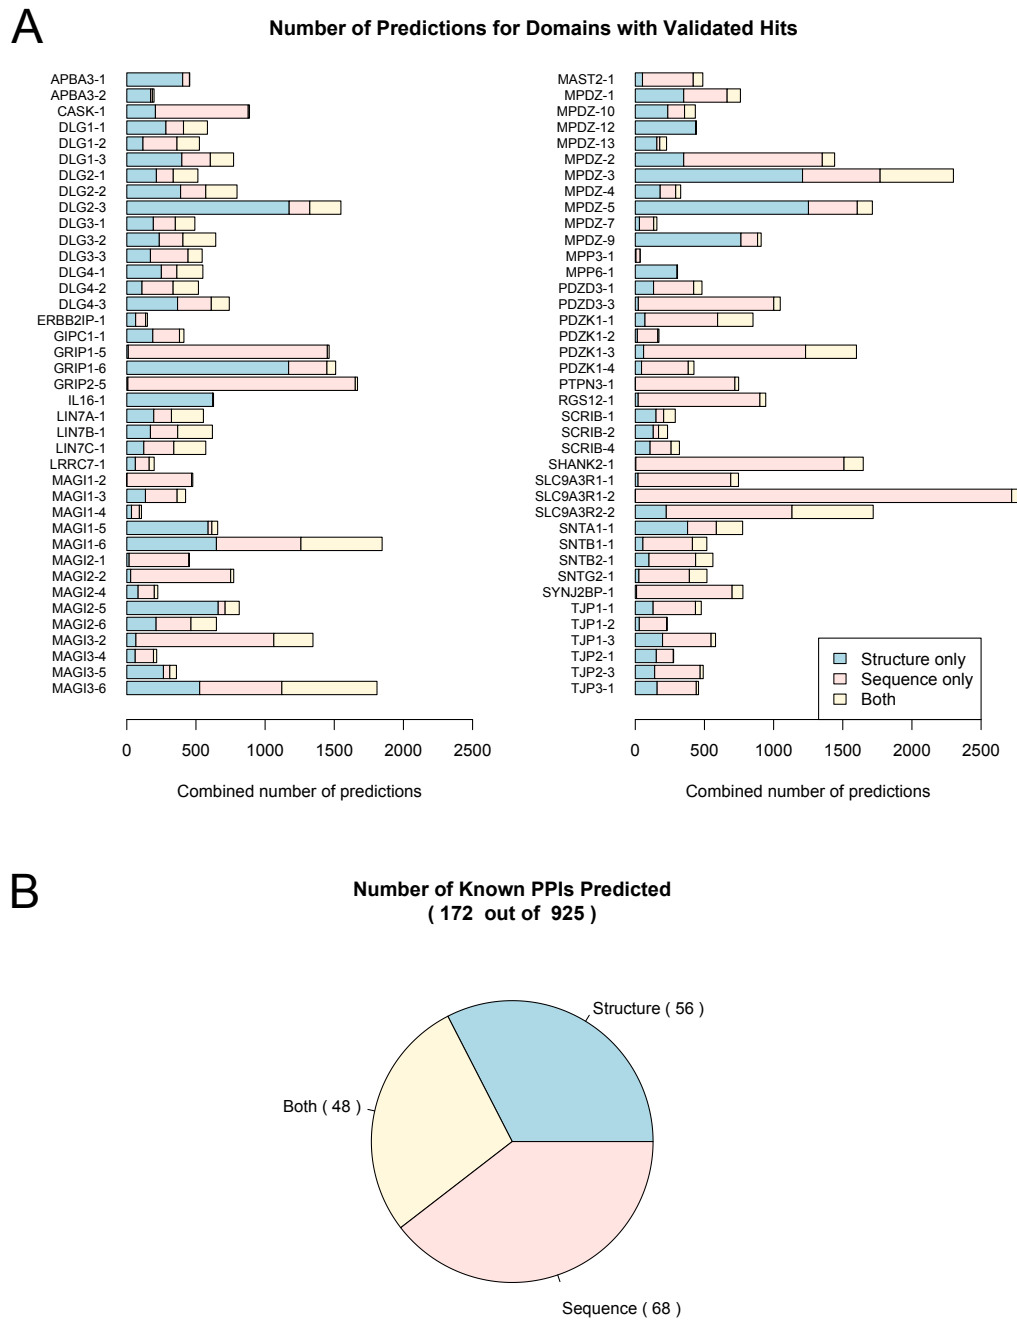 A
Number of Predictions for Domains with Validated Hits
APBA3-1
APBA3-2
CASK-1
DLG1-1
DLG1-2
DLG1-3
DLG2-1
DLG2-2
DLG2-3
DLG3-1
DLG3-2
DLG3-3
DLG4-1
DLG4-2
DLG4-3
ERBB2IP-1
GIPC1-1
GRIP1-5
GRIP1-6
GRIP2-5
IL16-1
LIN7A-1
LIN7B-1
LIN7C-1
LRRC7-1
MAGI1-2
MAGI1-3
MAGI1-4
MAGI1-5
MAGI1-6
MAGI2-1
MAGI2-2
MAGI2-4
MAGI2-5
MAGI2-6
MAGI3-2
MAGI3-4
MAGI3-5
MAGI3-6
0 500 1000 1500 2000 2500
Combined number of predictions
MAST2-1
MPDZ-1
MPDZ-10
MPDZ-12
MPDZ-13
MPDZ-2
MPDZ-3
MPDZ-4
MPDZ-5
MPDZ-7
MPDZ-9
MPP3-1
MPP6-1
PDZD3-1
PDZD3-3
PDZK1-1
PDZK1-2
PDZK1-3
PDZK1-4
PTPN3-1
RGS12-1
SCRIB-1
SCRIB-2
SCRIB-4
SHANK2-1
SLC9A3R1-1
SLC9A3R1-2
SLC9A3R2-2
SNTA1-1
SNTB1-1
SNTB2-1
SNTG2-1
SYNJ2BP-1
TJP1-1
TJP1-2
TJP1-3
TJP2-1
TJP2-3
TJP3-1
Structure only
Sequence only
Both
0 500 1000 1500 2000 2500
Combined number of predictions
B
Number of Known PPIs Predicted
( 172 out of 925 )
Structure ( 56 )
Both ( 48 )
Sequence ( 68 )